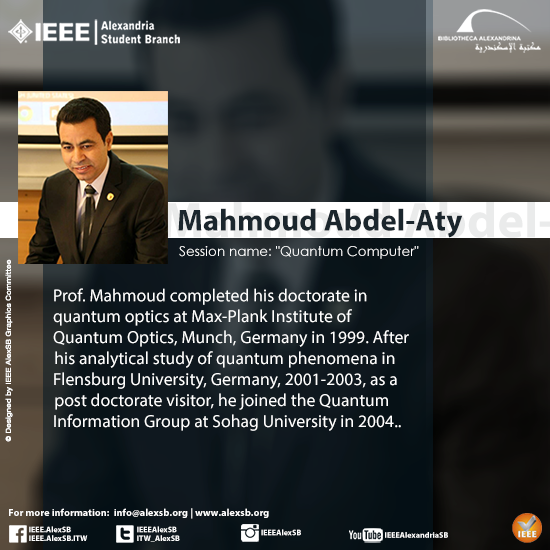 IEEE
Alexandria
Student Branch
BIBLIOTHECA ALEXANDRINA
مكتبة الإسكندرية
Mahmoud Abdel-
Mahmoud Abdel-Aty
Session name: "Quantum Computer"
Prof. Mahmoud completed his doctorate in
quantum optics at Max-Plank Institute of
Quantum Optics, Munch, Germany in 1999. After
his analytical study of quantum phenomena in
Flensburg University, Germany, 2001-2003, as a
post doctorate visitor, he joined the Quantum
Information Group at Sohag University in 2004..
© Designed by IEEE AlexSB Graphics Committee
For more information: info@alexsb.org | www.alexsb.org
IEEE.AlexSB
IEEE.AlexSB.ITW
IEEEAlexSB
ITW_AlexSB
IEEEAlexSB
You Tube IEEEAlexandriaSB
IEEE